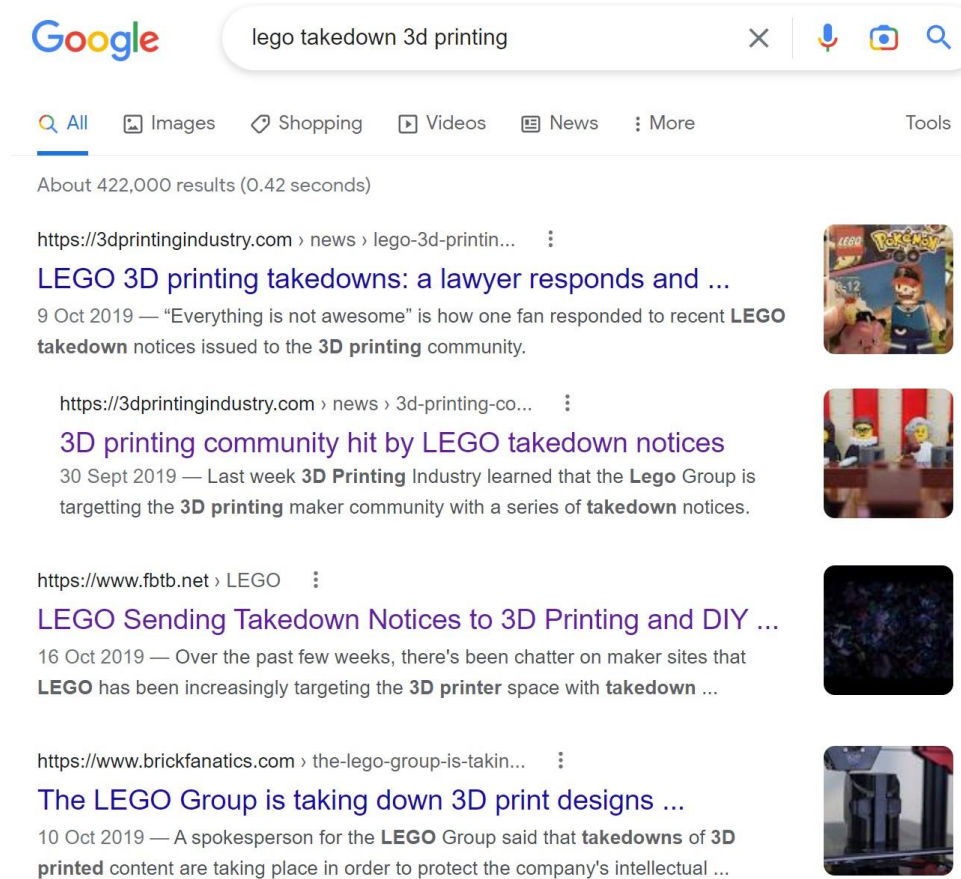 Google
lego takedown 3d printing
All Images Shopping Videos News More Tools
About 422,000 results (0.42 seconds)
https://3dprintingindustry.com › news › lego-3d-printin...
LEGO 3D printing takedowns: a lawyer responds and ...
9 Oct 2019 — “Everything is not awesome” is how one fan responded to recent LEGO
takedown notices issued to the 3D printing community.
LEGO POKÉMON
GO
6-12
https://3dprintingindustry.com › news › 3d-printing-co...
3D printing community hit by LEGO takedown notices
30 Sept 2019 — Last week 3D Printing Industry learned that the Lego Group is
targetting the 3D printing maker community with a series of takedown notices.
https://www.fbtb.net › LEGO
LEGO Sending Takedown Notices to 3D Printing and DIY ...
16 Oct 2019 — Over the past few weeks, there's been chatter on maker sites that
LEGO has been increasingly targeting the 3D printer space with takedown ...
https://www.brickfanatics.com › the-lego-group-is-takin...
The LEGO Group is taking down 3D print designs ...
10 Oct 2019 — A spokesperson for the LEGO Group said that takedowns of 3D
printed content are taking place in order to protect the company's intellectual ...